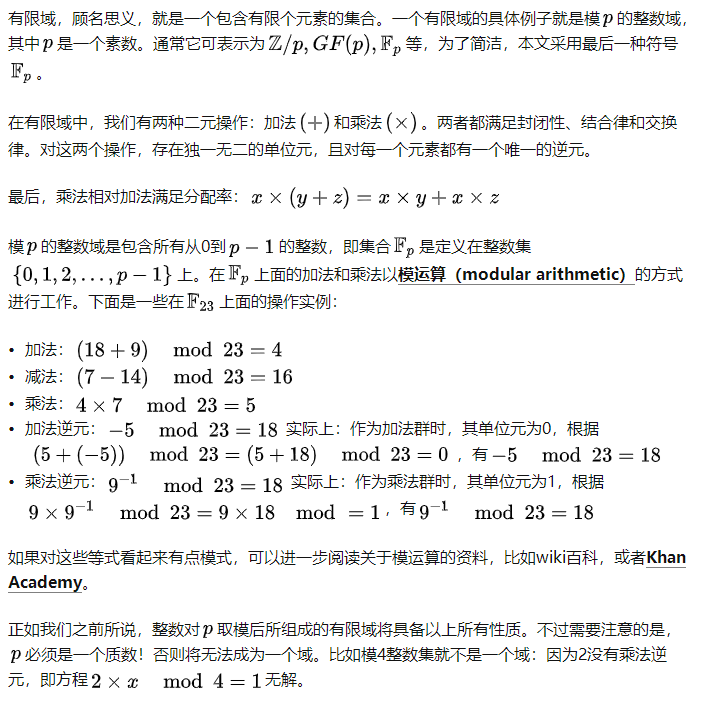 有限域，顾名思义，就是一个包含有限个元素的集合。一个有限域的具体例子就是模 p 的整数域，
其中 p 是一个素数。通常它可表示为 ℤ/p, GF(p), 𝔽ₚ 等，为了简洁，本文采用最后一种符号
𝔽ₚ 。
在有限域中，我们有两种二元操作：加法 (+) 和乘法 (×) 。两者都满足封闭性、结合律和交换
律。对这两个操作，存在独一无二的单位元，且对每一个元素都有一个唯一的逆元。
最后，乘法相对加法满足分配率： x × (y + z) = x × y + x × z
模 p 的整数域是包含所有从0到 p − 1 的整数，即集合 𝔽ₚ 是定义在整数集
{0, 1, 2, . . . , p − 1} 上。在 𝔽ₚ 上面的加法和乘法以模运算（modular arithmetic）的方式
进行工作。下面是一些在 𝔽₂₃ 上面的操作实例：
• 加法： (18 + 9) mod 23 = 4
• 减法： (7 − 14) mod 23 = 16
• 乘法： 4 × 7 mod 23 = 5
• 加法逆元： −5 mod 23 = 18 实际上：作为加法群时，其单位元为0，根据
(5 + (−5)) mod 23 = (5 + 18) mod 23 = 0 ，有 −5 mod 23 = 18
• 乘法逆元： 9⁻¹ mod 23 = 18 实际上：作为乘法群时，其单位元为1，根据
9 × 9⁻¹ mod 23 = 9 × 18 mod = 1 ，有 9⁻¹ mod 23 = 18
如果对这些等式看起来有点模式，可以进一步阅读关于模运算的资料，比如wiki百科，或者Khan
Academy。
正如我们之前所说，整数对 p 取模后所组成的有限域将具备以上所有性质。不过需要注意的是，
p 必须是一个质数！否则将无法成为一个域。比如模4整数集就不是一个域：因为2没有乘法逆
元，即方程 2 × x mod 4 = 1 无解。